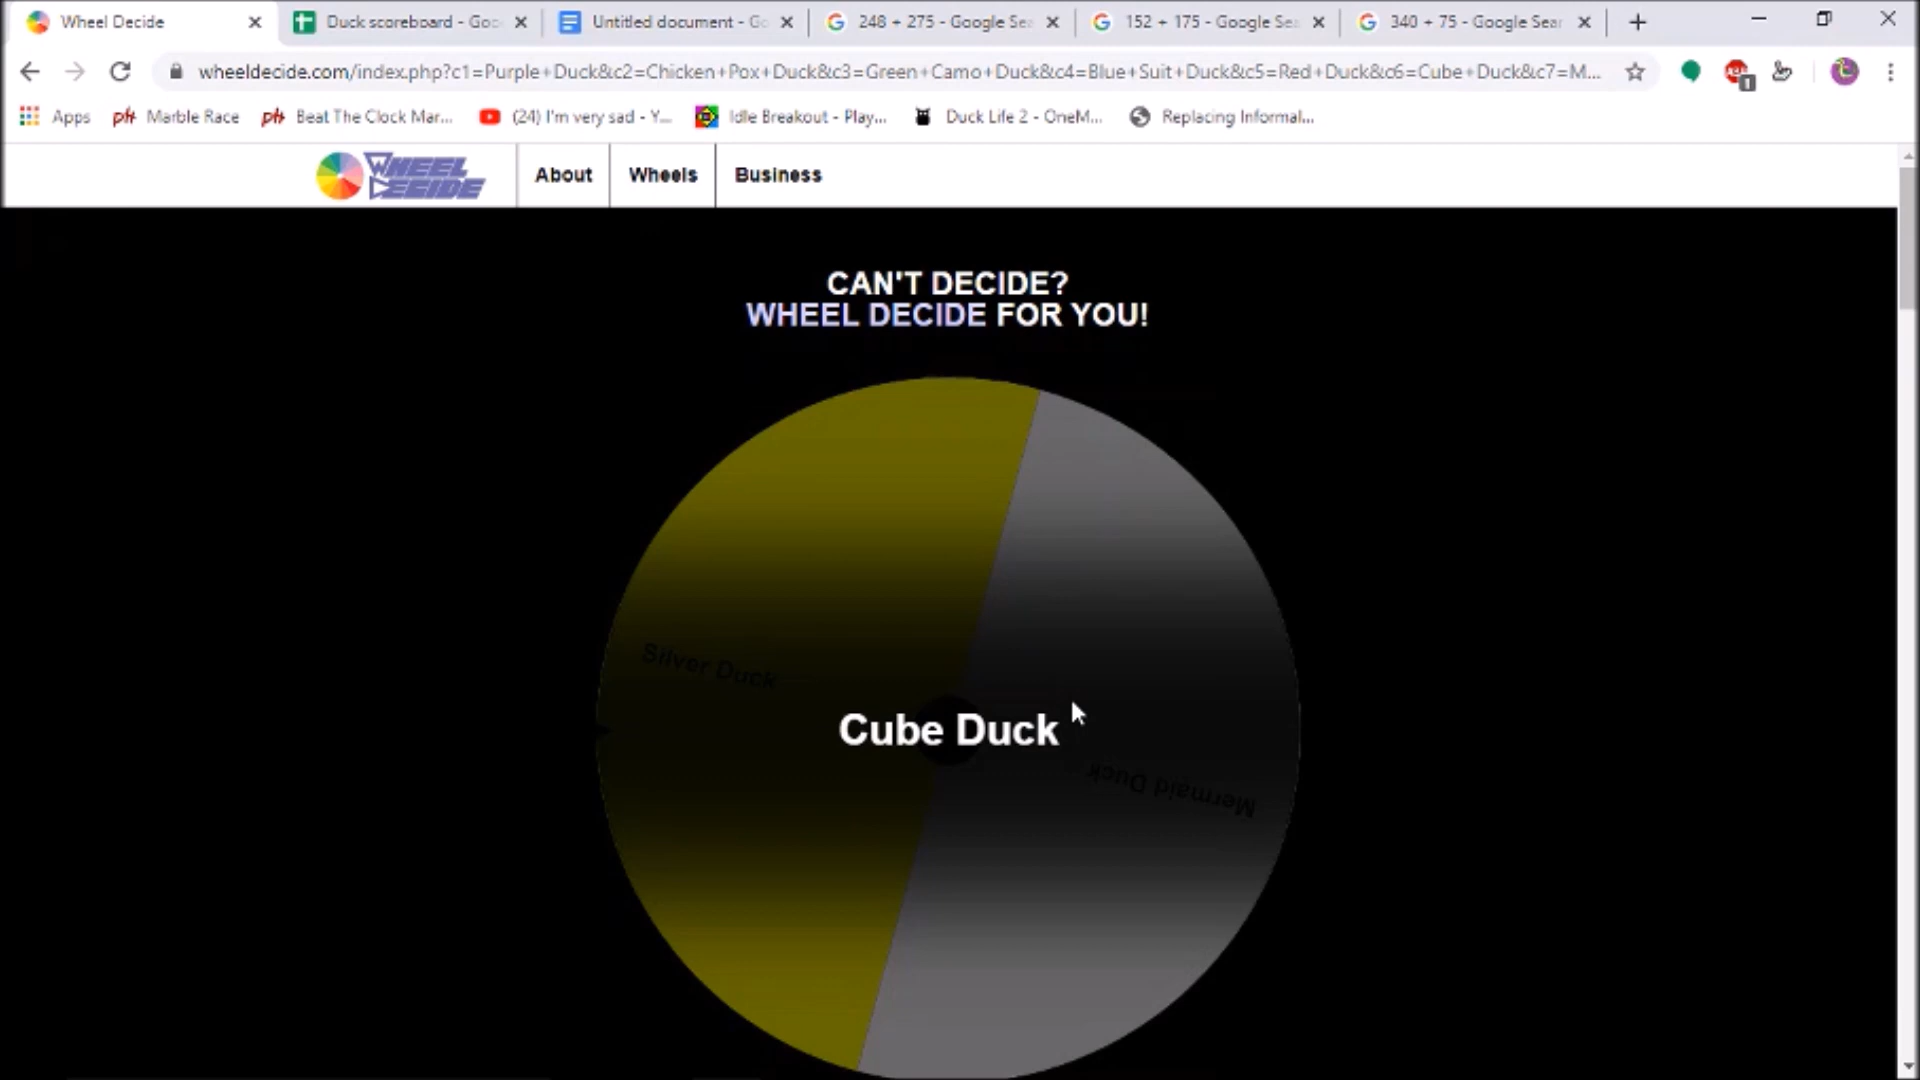 Wheel Decide
Duck scoreboard - Goo
Untitled document - Go
248 + 275 - Google Sea
152 + 175 - Google Sea
340 + 75 - Google Sear
wheeldecide.com/index.php?c1=Purple+Duck&c2=Chicken+Pox+Duck&c3=Green+Camo+Duck&c4=Blue+Suit+Duck&c5=Red+Duck&c6=Cube+Duck&c7=M...
Apps
ph Marble Race
ph Beat The Clock Mar...
(24) I'm very sad - Y...
Idle Breakout - Play...
Duck Life 2 - OneM...
Replacing Informal...
WHEEL
DECIDE
About
Wheels
Business
CAN'T DECIDE?
WHEEL DECIDE FOR YOU!
Silver Duck
Cube Duck
Mermaid Duck